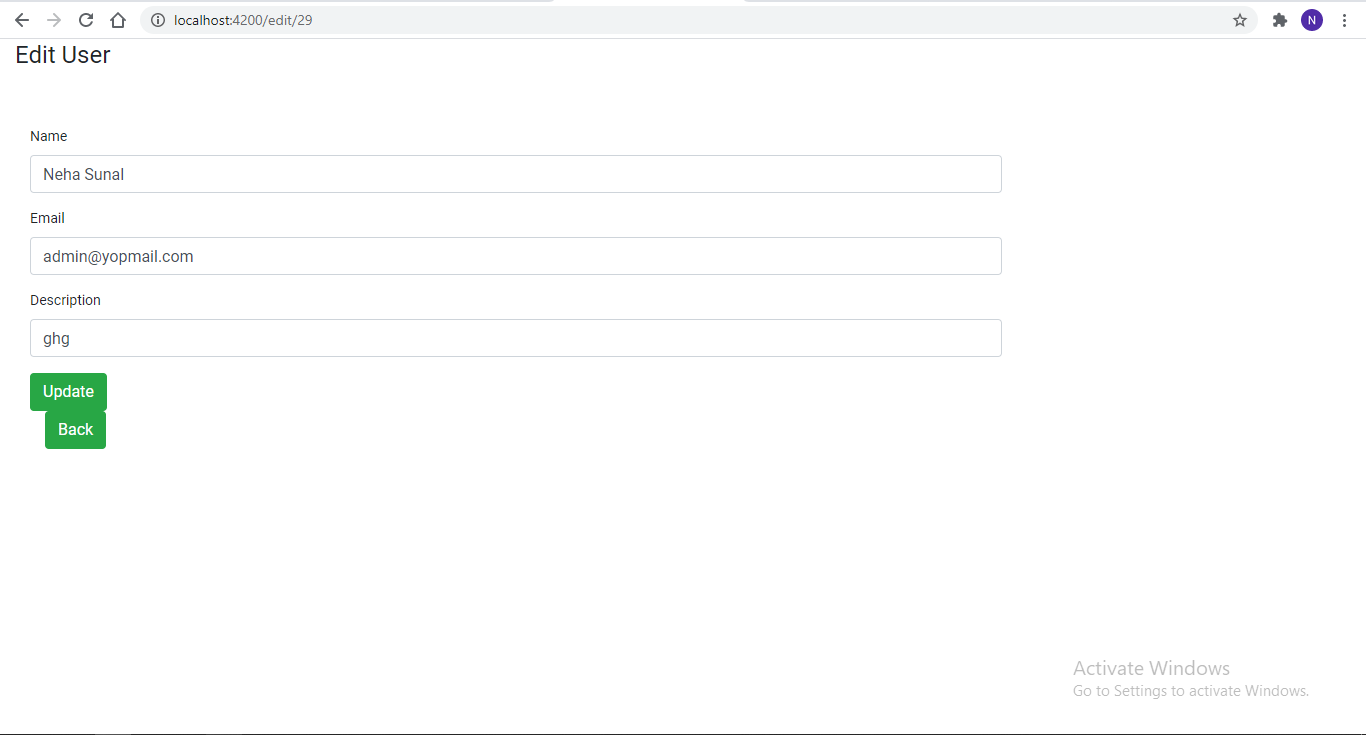 localhost:4200/edit/29
N
Edit User
Name
Neha Sunal
Email
admin@yopmail.com
Description
ghg
Update
Back
Activate Windows
Go to Settings to activate Windows.